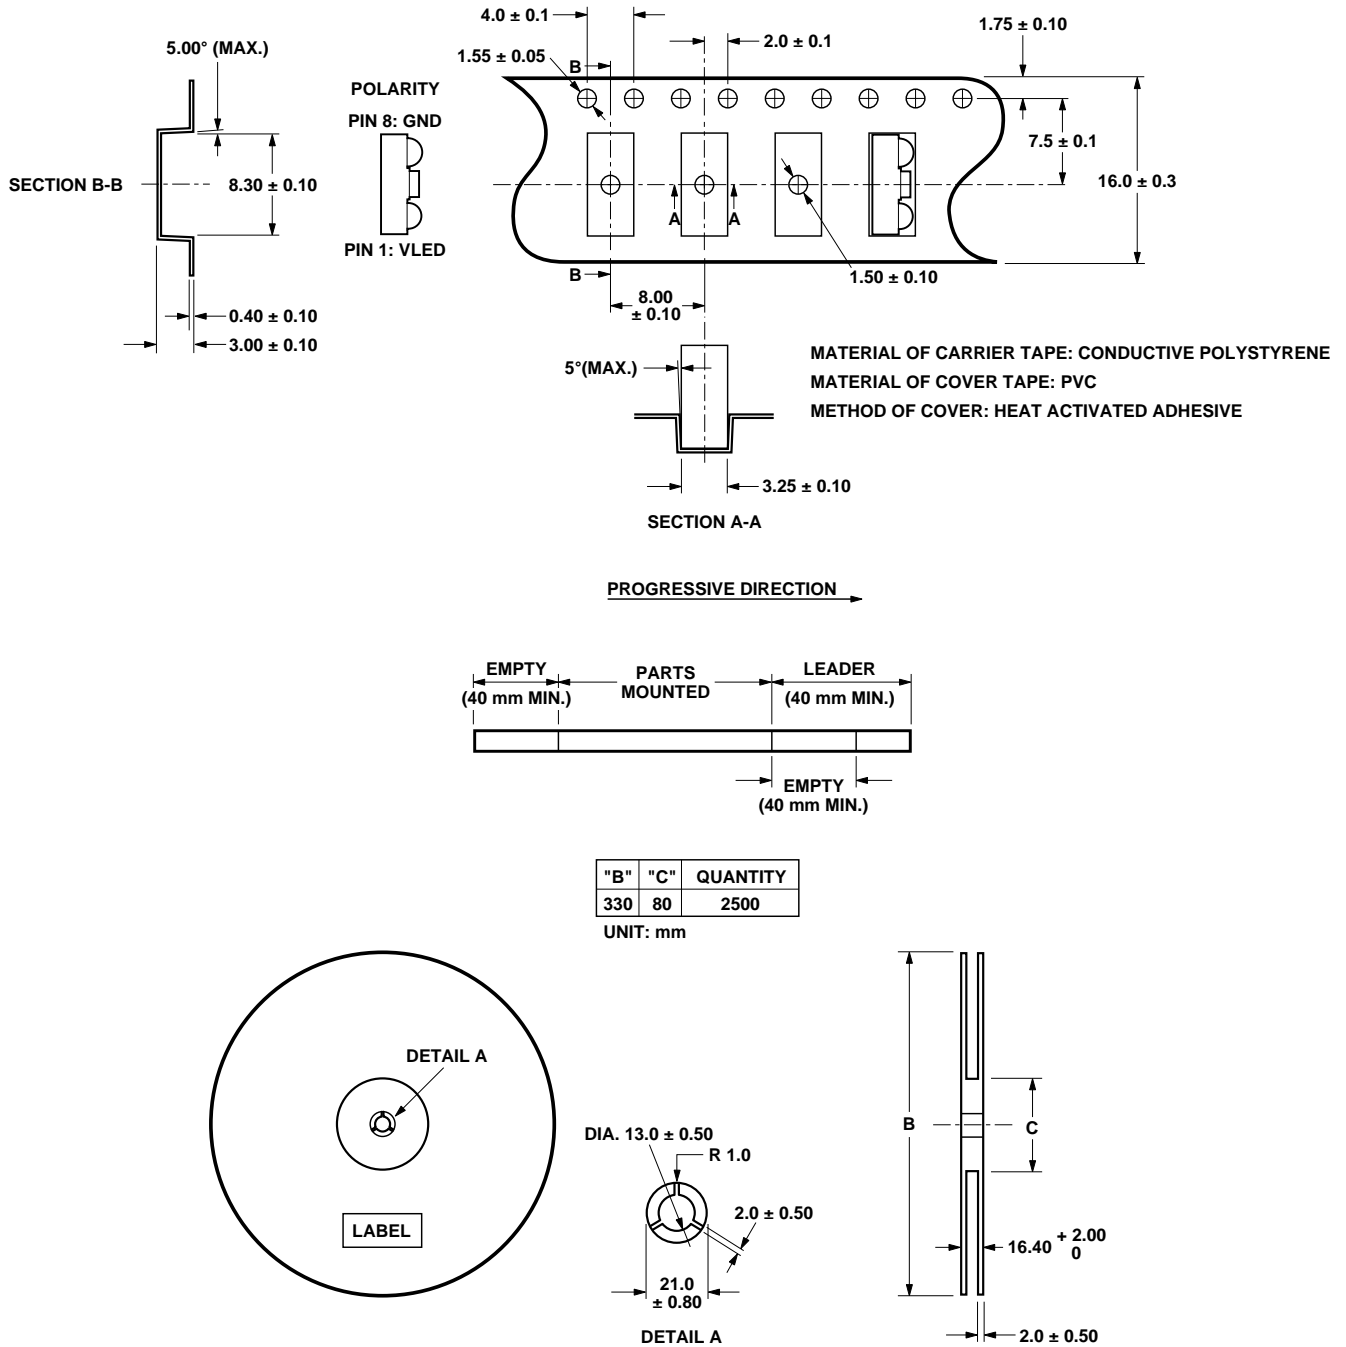 4.0 ± 0.1
2.0 ± 0.1
1.75 ± 0.10
5.00° (MAX.)
1.55 ± 0.05
B
POLARITY
PIN 8: GND
7.5 ± 0.1
SECTION B-B
8.30 ± 0.10
16.0 ± 0.3
A
A
PIN 1: VLED
B
1.50 ± 0.10
8.00
± 0.10
0.40 ± 0.10
3.00 ± 0.10
5°(MAX.)
MATERIAL OF CARRIER TAPE: CONDUCTIVE POLYSTYRENE
MATERIAL OF COVER TAPE: PVC
METHOD OF COVER: HEAT ACTIVATED ADHESIVE
3.25 ± 0.10
SECTION A-A
PROGRESSIVE DIRECTION
EMPTY
(40 mm MIN.)
PARTS
MOUNTED
LEADER
(40 mm MIN.)
EMPTY
(40 mm MIN.)
"B" "C" QUANTITY
330 80 2500
UNIT: mm
DETAIL A
LABEL
DIA. 13.0 ± 0.50
R 1.0
2.0 ± 0.50
21.0
± 0.80
DETAIL A
B
C
16.40 + 2.00
0
2.0 ± 0.50